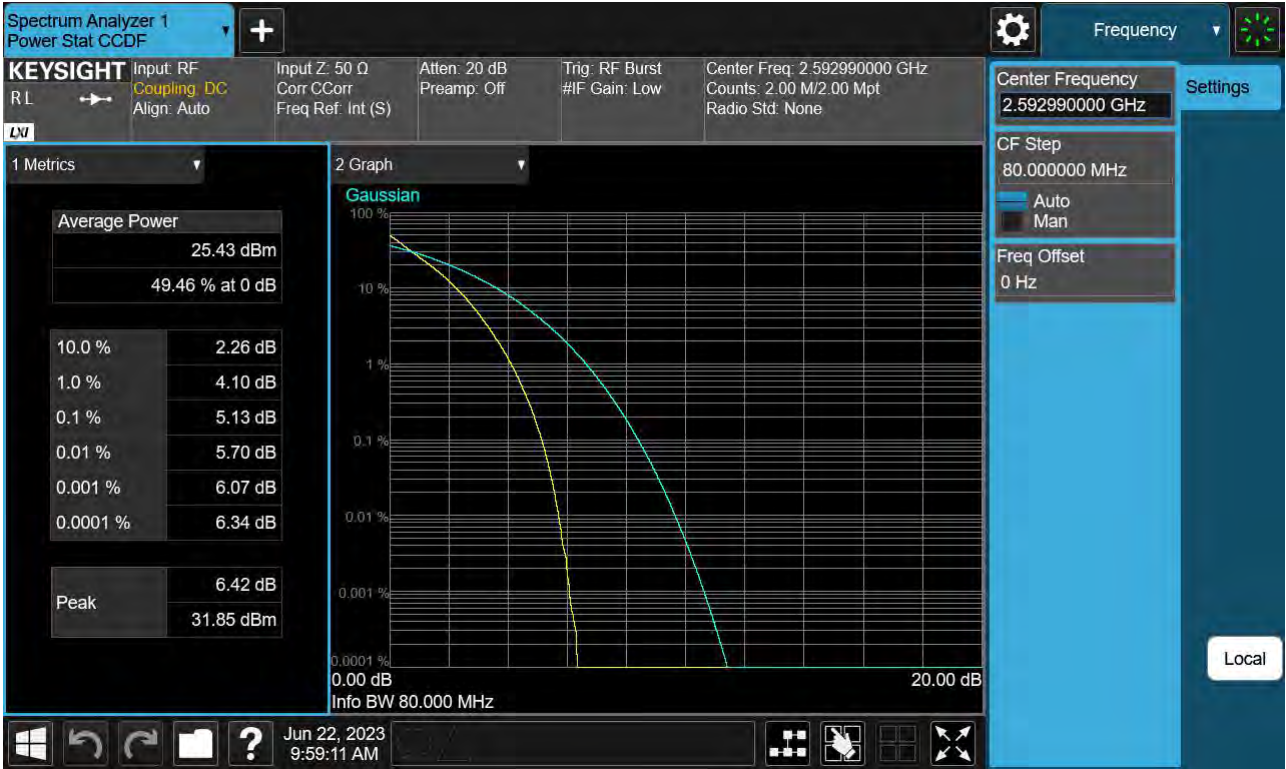 Spectrum Analyzer 1
Power Stat CCDF
Frequency
KEYSIGHT
R L
LXI
Input: RF
Coupling: DC
Align: Auto
Input Z: 50 Ω
Corr CCorr
Freq Ref: Int (S)
Atten: 20 dB
Preamp: Off
Trig: RF Burst
#IF Gain: Low
Center Freq: 2.592990000 GHz
Counts: 2.00 M/2.00 Mpt
Radio Std: None
Center Frequency
2.592990000 GHz
Settings
CF Step
80.000000 MHz
Auto
Man
Freq Offset
0 Hz
1 Metrics
Average Power
25.43 dBm
49.46 % at 0 dB
10.0 % 2.26 dB
1.0 % 4.10 dB
0.1 % 5.13 dB
0.01 % 5.70 dB
0.001 % 6.07 dB
0.0001 % 6.34 dB
Peak
6.42 dB
31.85 dBm
2 Graph
Gaussian
100 %
10 %
1 %
0.1 %
0.01 %
0.001 %
0.0001 %
0.00 dB 20.00 dB
Info BW 80.000 MHz
Local
?
Jun 22, 2023
9:59:11 AM